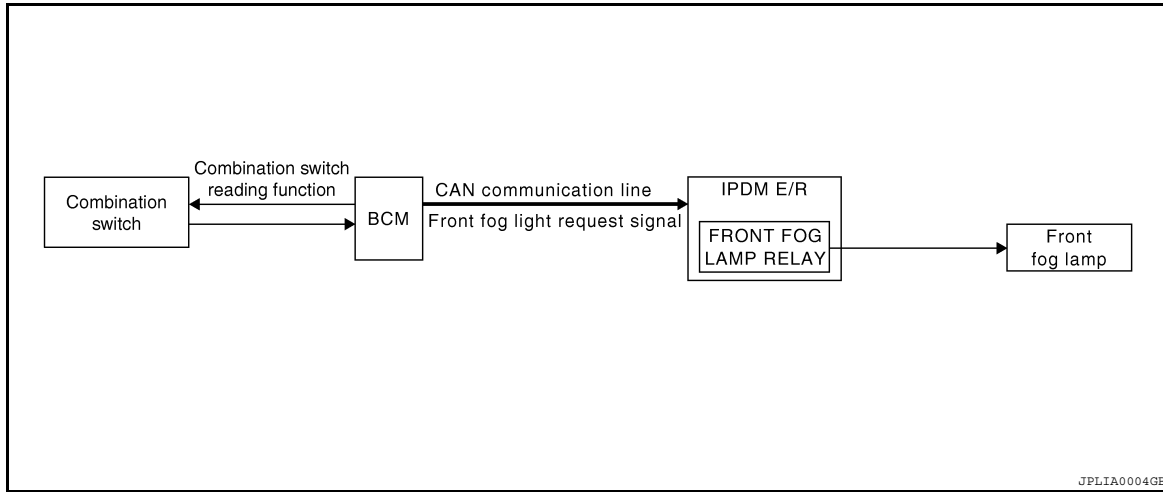 Combination switch
reading function
Combination
switch
BCM
CAN communication line
Front fog light request signal
IPDM E/R
FRONT FOG
LAMP RELAY
Front
fog lamp
JPLIA0004GE